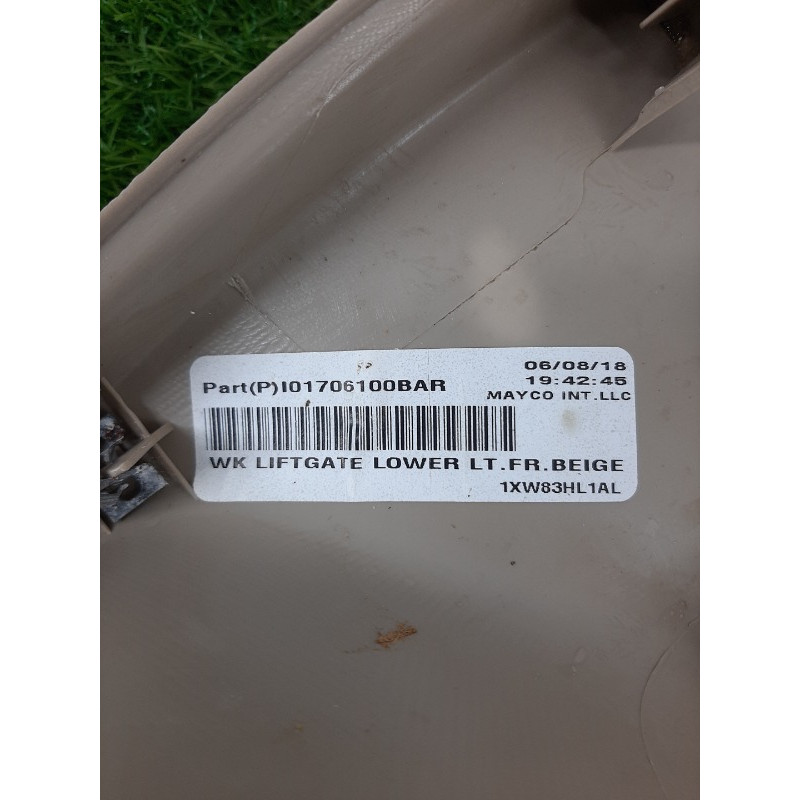 06/08/18
Part(P)I01706100BAR 19:42:45
MAYCO INT.LLC
WK LIFTGATE LOWER LT.FR.BEIGE
1XW83HL1AL